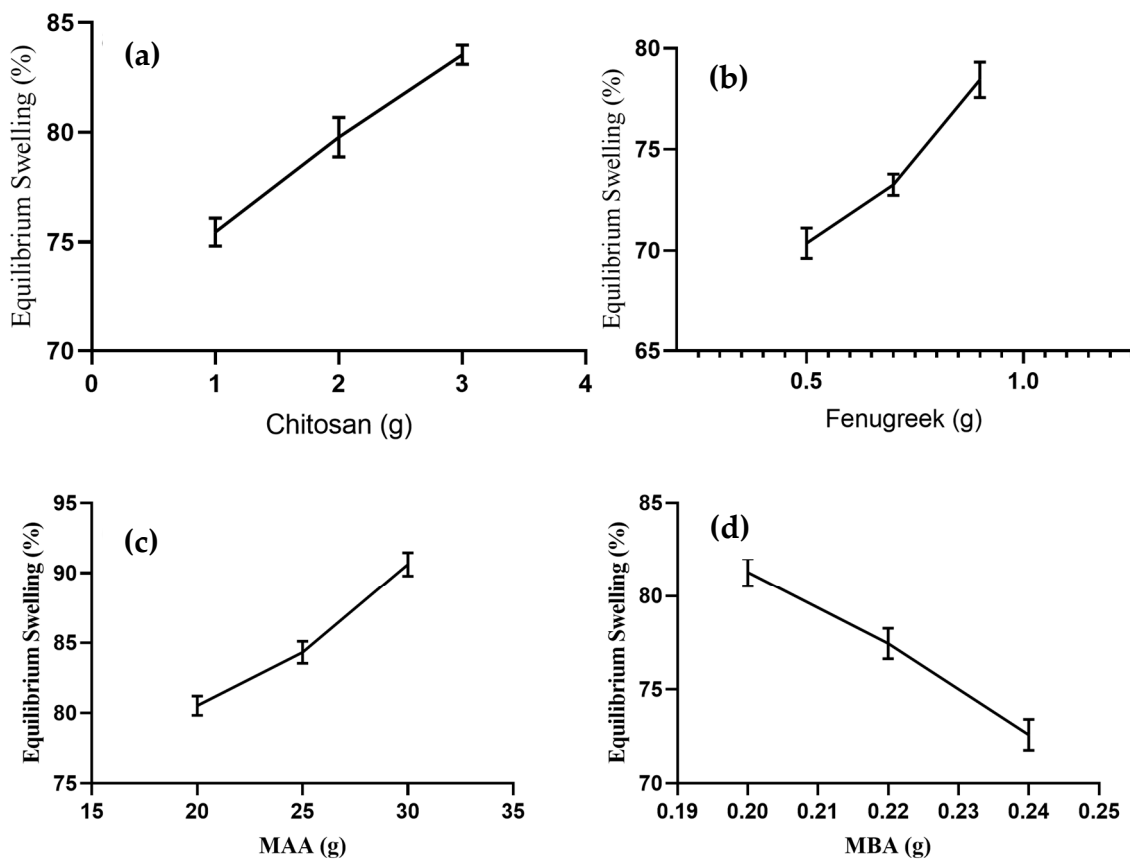 (a)
Equilibrium Swelling (%)
85
80
75
70
0 1 2 3 4
Chitosan (g)
(b)
Equilibrium Swelling (%)
80
75
70
65
0.5 1.0
Fenugreek (g)
(c)
Equilibrium Swelling (%)
95
90
85
80
75
15 20 25 30 35
MAA (g)
(d)
Equilibrium Swelling (%)
85
80
75
70
0.19 0.20 0.21 0.22 0.23 0.24 0.25
MBA (g)